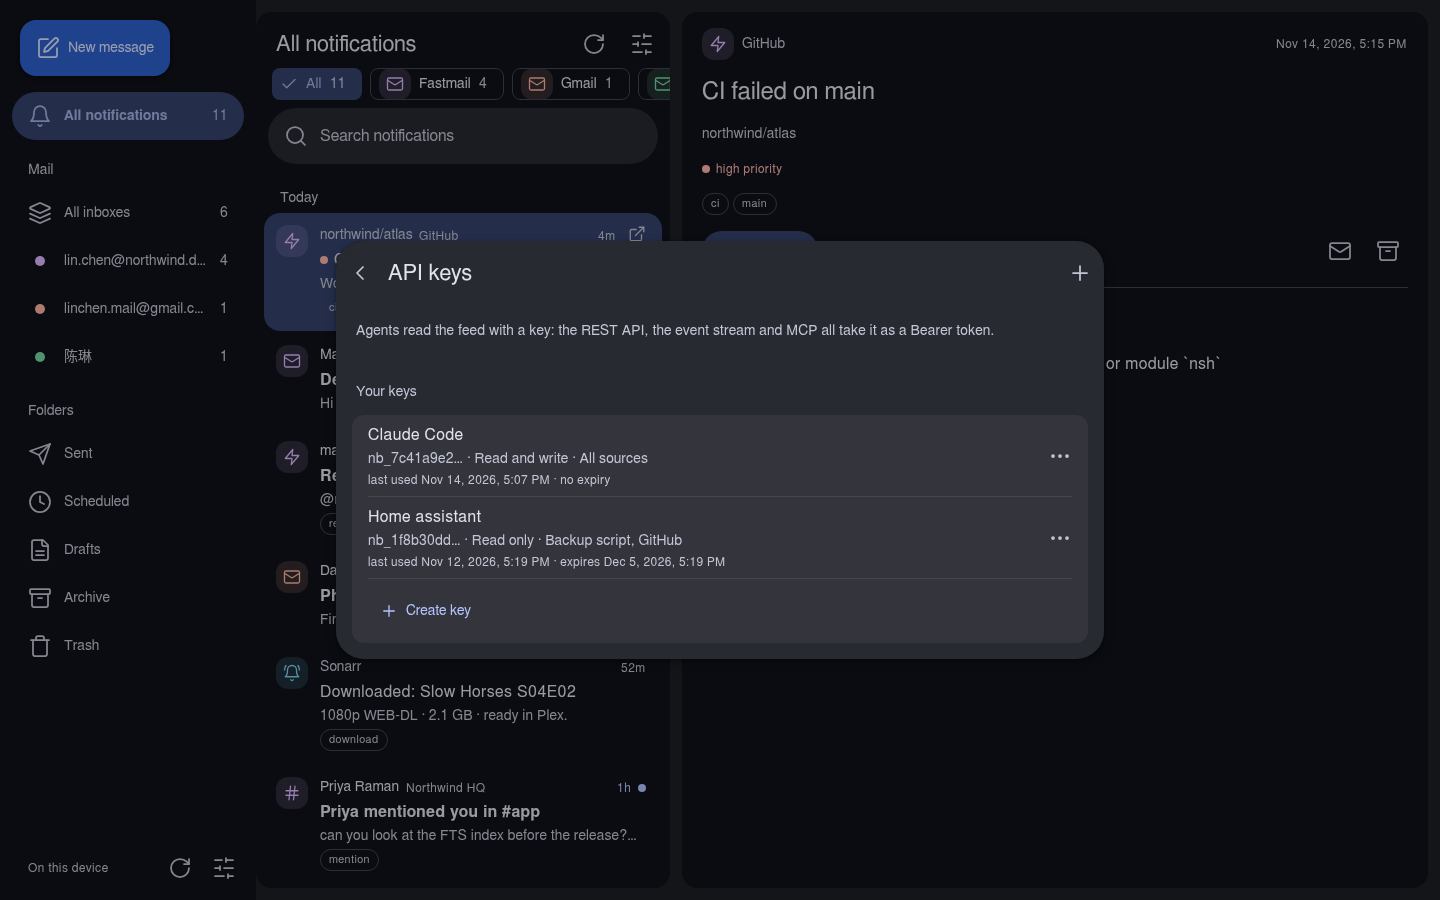 New message
All notifications 11
Mail
All inboxes 6
lin.chen@northwind.d... 4
linchen.mail@gmail.c... 1
陈琳 1
Folders
Sent
Scheduled
Drafts
Archive
Trash
On this device
All notifications
All 11
Fastmail 4
Gmail 1
Search notifications
Today
northwind/atlas GitHub 4m
Hi
Sonarr 52m
Downloaded: Slow Horses S04E02
1080p WEB-DL · 2.1 GB · ready in Plex.
download
Priya Raman Northwind HQ 1h
Priya mentioned you in #app
can you look at the FTS index before the release?...
mention
GitHub Nov 14, 2026, 5:15 PM
CI failed on main
northwind/atlas
high priority
ci main
or module `nsh`
API keys
Agents read the feed with a key: the REST API, the event stream and MCP all take it as a Bearer token.
Your keys
Claude Code
nb_7c41a9e2... · Read and write · All sources
last used Nov 14, 2026, 5:07 PM · no expiry
Home assistant
nb_1f8b30dd... · Read only · Backup script, GitHub
last used Nov 12, 2026, 5:19 PM · expires Dec 5, 2026, 5:19 PM
Create key